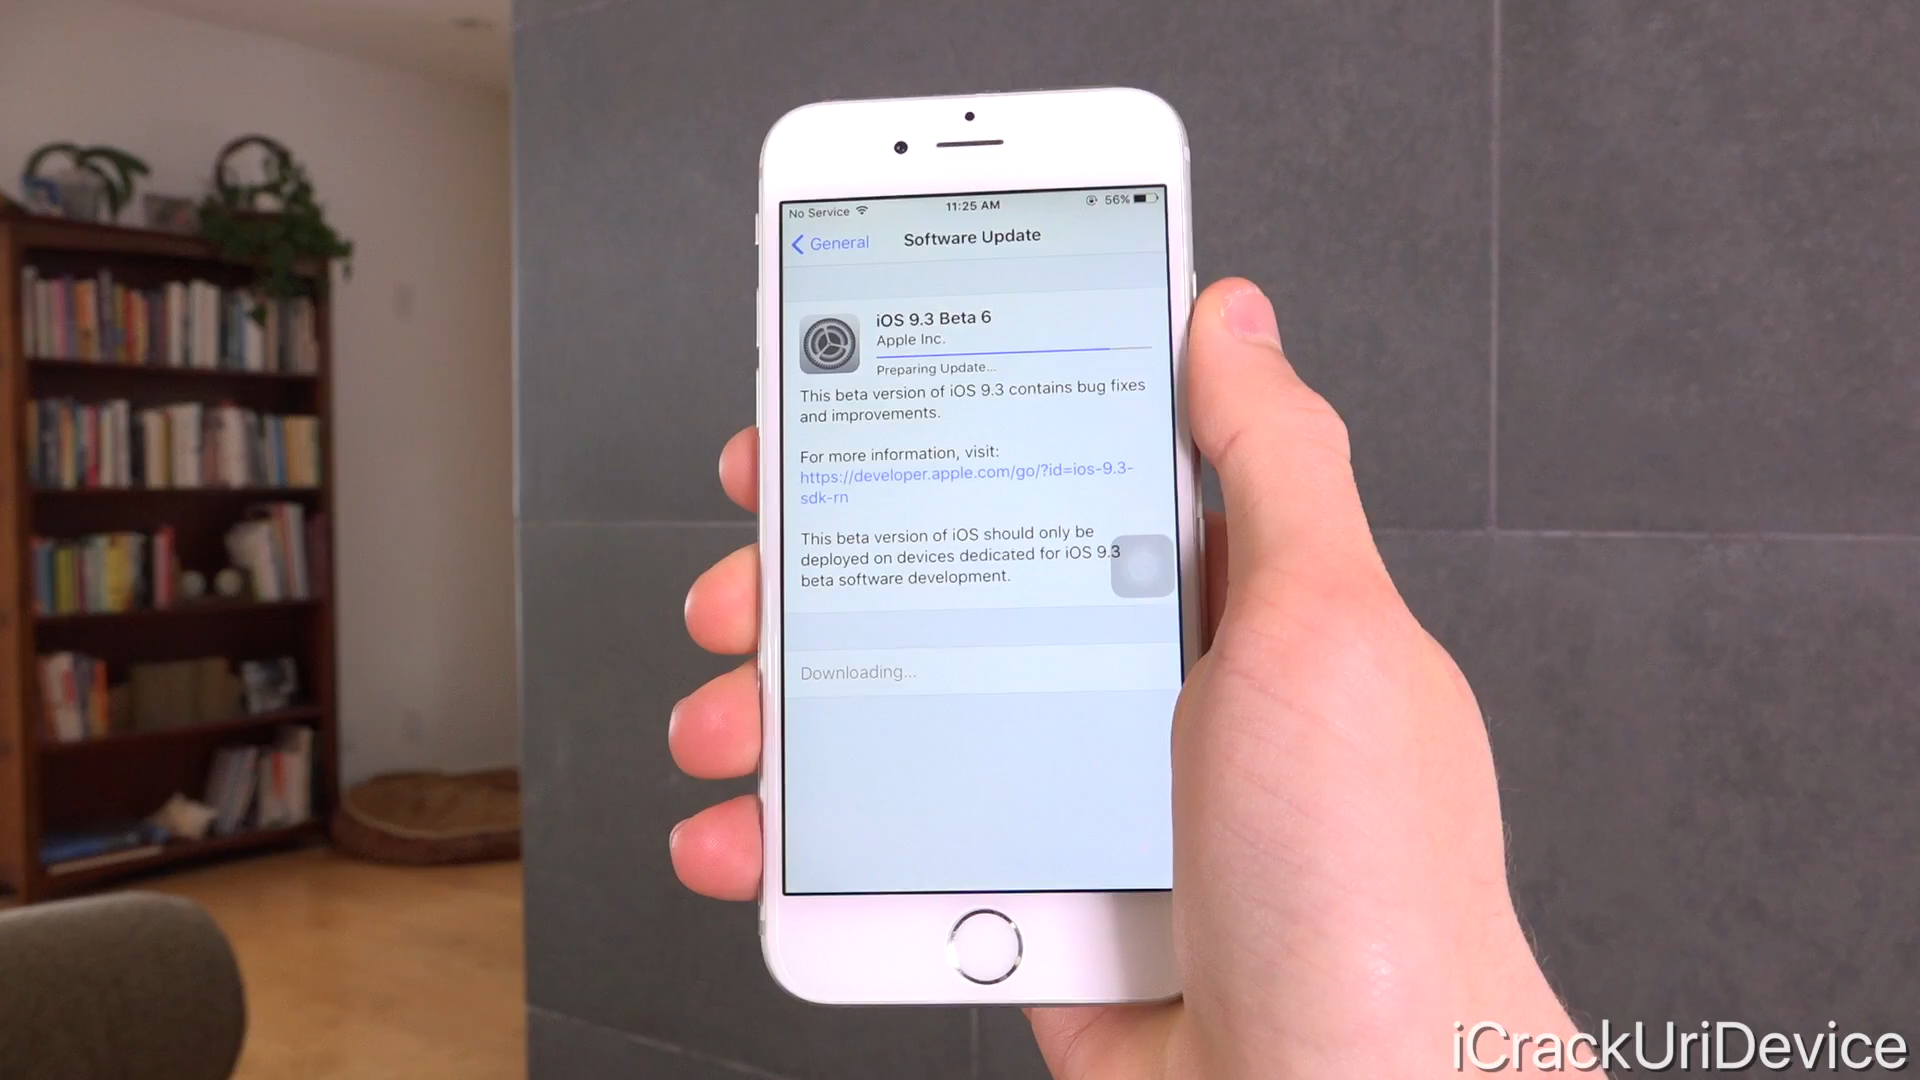 No Service 11:25 AM 56%
General Software Update
iOS 9.3 Beta 6
Apple Inc.
Preparing Update...
This beta version of iOS 9.3 contains bug fixes
and improvements.
For more information, visit:
https://developer.apple.com/go/?id=ios-9.3-
sdk-rn
This beta version of iOS should only be
deployed on devices dedicated for iOS 9.3
beta software development.
Downloading...
iCrackUriDevice